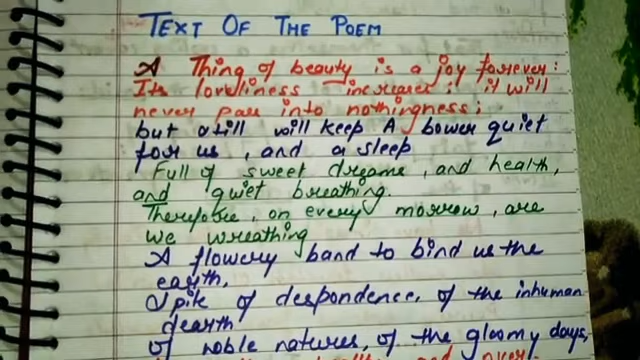 TEXT OF THE POEM
A Thing of beauty is a joy forever:
Its loveliness increases; it will
never pass into nothingness;
but still will keep A bower quiet
for us, and a sleep
Full of sweet dreams, and health,
and quiet breathing.
Therefore, on every morrow, are
we wreathing
A flowery band to bind us the
earth,
Spite of despondence, of the inhuman
dearth
Of noble natures, of the gloomy days,